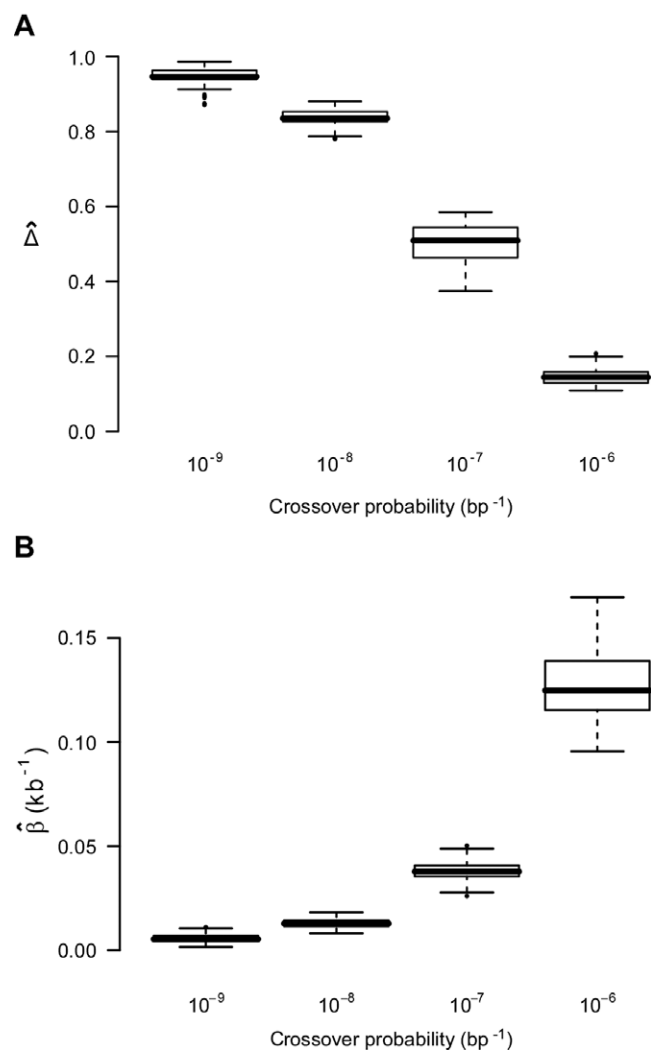 A
1.0
0.8
0.6
0.4
0.2
0.0
Δ̂
10⁻⁹ 10⁻⁸ 10⁻⁷ 10⁻⁶
Crossover probability (bp⁻¹)
B
0.15
0.10
0.05
0.00
β̂ (kb⁻¹)
10⁻⁹ 10⁻⁸ 10⁻⁷ 10⁻⁶
Crossover probability (bp⁻¹)